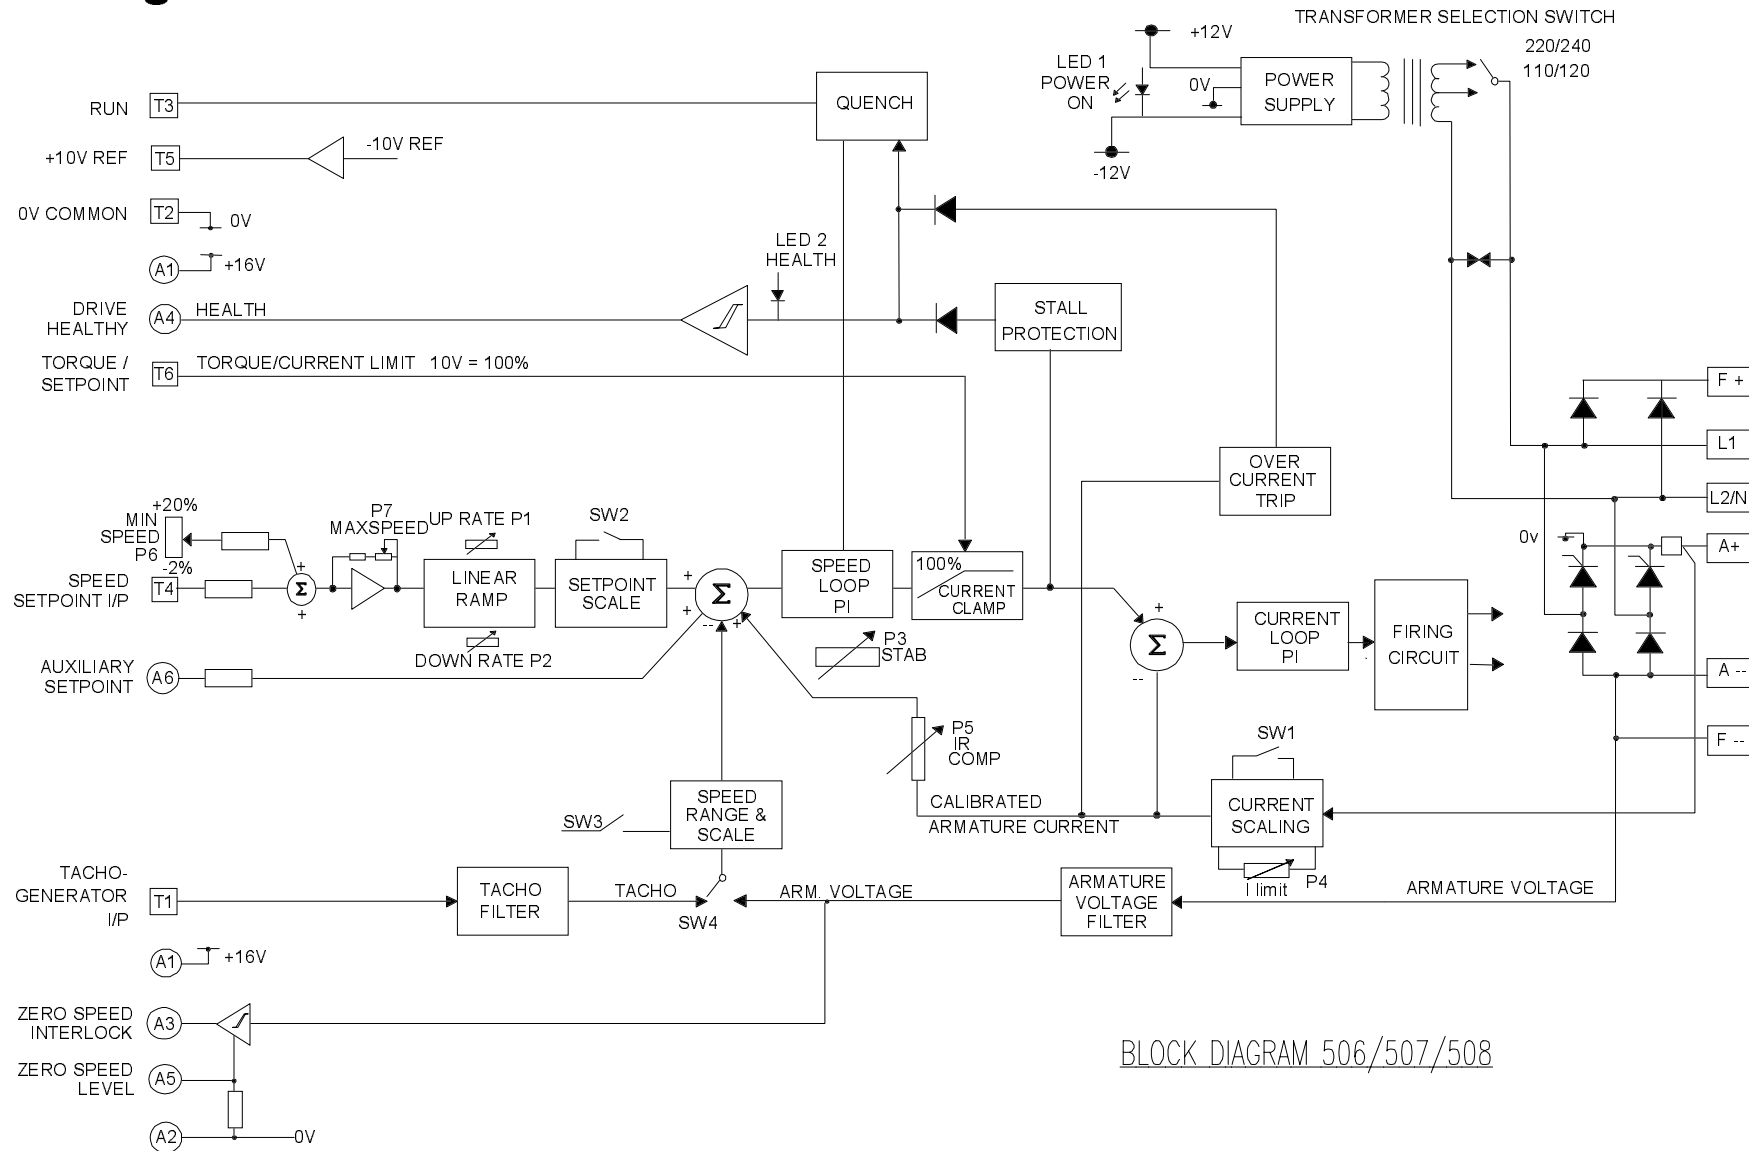 TRANSFORMER SELECTION SWITCH
220/240
110/120
+12V
LED 1
POWER
ON
0V
POWER
SUPPLY
-12V
RUN
T3
QUENCH
+10V REF
T5
-10V REF
0V COMMON
T2
0V
A1
+16V
LED 2
HEALTH
DRIVE
HEALTHY
A4
HEALTH
STALL
PROTECTION
TORQUE /
SETPOINT
T6
TORQUE/CURRENT LIMIT 10V = 100%
F +
L1
L2/N
A+
A --
F --
OVER
CURRENT
TRIP
+20%
MIN
SPEED
P6
-2%
P7
MAXSPEED
UP RATE P1
SW2
SPEED
SETPOINT I/P
T4
+
Σ
+
LINEAR
RAMP
SETPOINT
SCALE
+
+
Σ
--
+
SPEED
LOOP
PI
100%
CURRENT
CLAMP
0v
+
Σ
--
CURRENT
LOOP
PI
FIRING
CIRCUIT
DOWN RATE P2
P3
STAB
AUXILIARY
SETPOINT
A6
P5
IR
COMP
SW1
SPEED
RANGE &
SCALE
SW3
CALIBRATED
ARMATURE CURRENT
CURRENT
SCALING
I limit
P4
TACHO-
GENERATOR
I/P
T1
TACHO
FILTER
TACHO
SW4
ARM. VOLTAGE
ARMATURE
VOLTAGE
FILTER
ARMATURE VOLTAGE
A1
+16V
ZERO SPEED
INTERLOCK
A3
ZERO SPEED
LEVEL
A5
A2
0V
BLOCK DIAGRAM 506/507/508